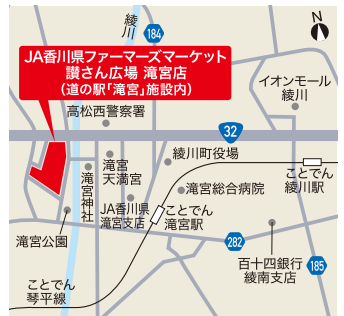 綾川
184
N
JA香川県ファーマーズマーケット
讃さん広場 滝宮店
(道の駅「滝宮」施設内)
イオンモール
綾川
高松西警察署
32
綾川町役場
滝宮
天満宮
ことでん
綾川駅
滝宮神社
滝宮総合病院
JA香川県
滝宮支店
ことでん
滝宮駅
滝宮公園
282
百十四銀行
綾南支店
185
ことでん
琴平線